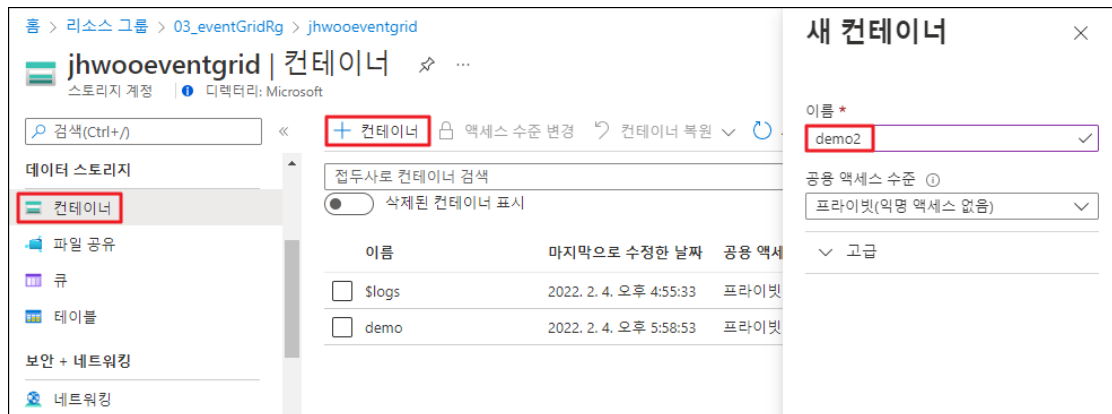 홈 > 리소스 그룹 > 03_eventGridRg > jhwooeventgrid
jhwooeventgrid | 컨테이너 ...
스토리지 계정 | 디렉터리: Microsoft
검색(Ctrl+/)
«
데이터 스토리지
컨테이너
파일 공유
큐
테이블
보안 + 네트워킹
네트워킹
+ 컨테이너 액세스 수준 변경 컨테이너 복원
접두사로 컨테이너 검색
삭제된 컨테이너 표시
이름 마지막으로 수정한 날짜 공용 액세
$logs 2022. 2. 4. 오후 4:55:33 프라이빗
demo 2022. 2. 4. 오후 5:58:53 프라이빗
새 컨테이너
이름 *
demo2
공용 액세스 수준
프라이빗(익명 액세스 없음)
고급